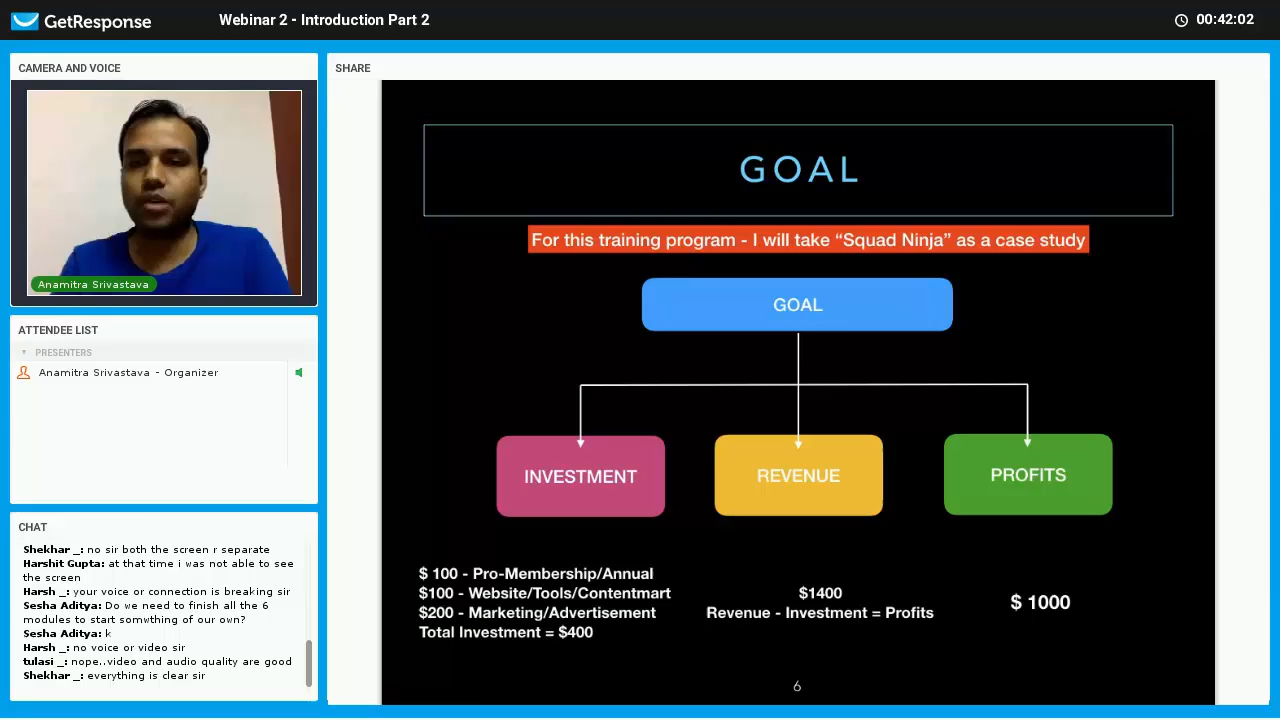 GetResponse
Webinar 2 - Introduction Part 2
00:42:02
CAMERA AND VOICE
Anamitra Srivastava
ATTENDEE LIST
PRESENTERS
Anamitra Srivastava - Organizer
CHAT
Shekhar _: no sir both the screen r separate
Harshit Gupta: at that time i was not able to see
the screen
Harsh _: your voice or connection is breaking sir
Sesha Aditya: Do we need to finish all the 6
modules to start somwthing of our own?
Sesha Aditya: k
Harsh _: no voice or video sir
tulasi _: nope..video and audio quality are good
Shekhar _: everything is clear sir
SHARE
GOAL
For this training program - I will take “Squad Ninja” as a case study
GOAL
INVESTMENT
REVENUE
PROFITS
$ 100 - Pro-Membership/Annual
$100 - Website/Tools/Contentmart
$200 - Marketing/Advertisement
Total Investment = $400
$1400
Revenue - Investment = Profits
$ 1000
6